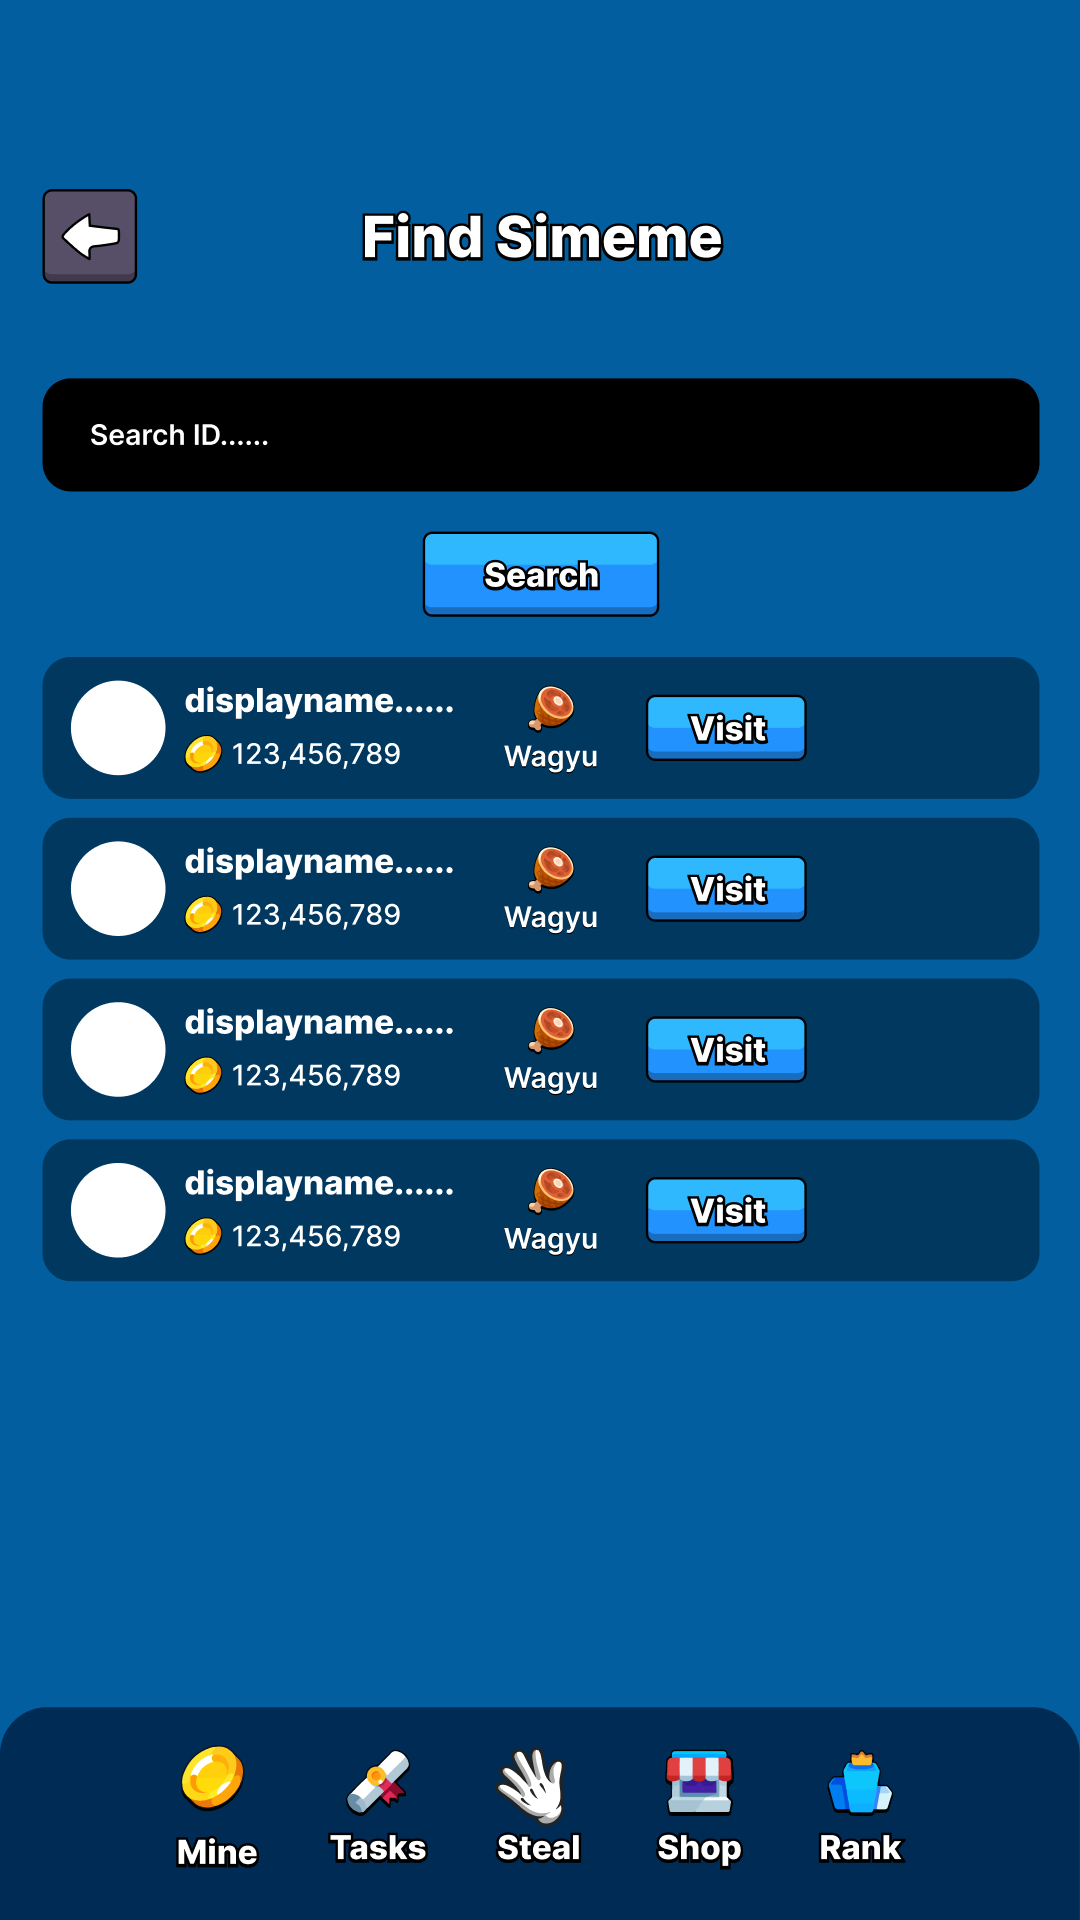 Find Simeme
Search ID......
Search
displayname......
123,456,789
Wagyu
Visit
displayname......
123,456,789
Wagyu
Visit
displayname......
123,456,789
Wagyu
Visit
displayname......
123,456,789
Wagyu
Visit
Mine
Tasks
Steal
Shop
Rank